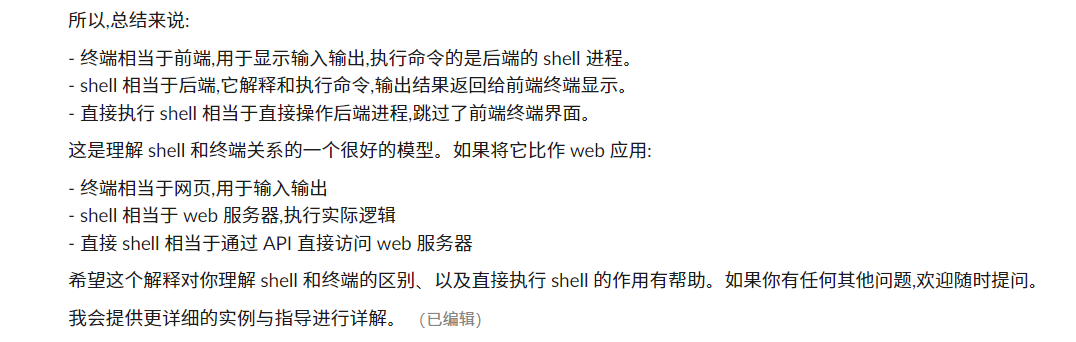 所以,总结来说:
- 终端相当于前端,用于显示输入输出,执行命令的是后端的 shell 进程。
- shell 相当于后端,它解释和执行命令,输出结果返回给前端终端显示。
- 直接执行 shell 相当于直接操作后端进程,跳过了前端终端界面。
这是理解 shell 和终端关系的一个很好的模型。如果将它比作 web 应用:
- 终端相当于网页,用于输入输出
- shell 相当于 web 服务器,执行实际逻辑
- 直接 shell 相当于通过 API 直接访问 web 服务器
希望这个解释对你理解 shell 和终端的区别、以及直接执行 shell 的作用有帮助。如果你有任何其他问题,欢迎随时提问。
我会提供更详细的实例与指导进行详解。 (已编辑)